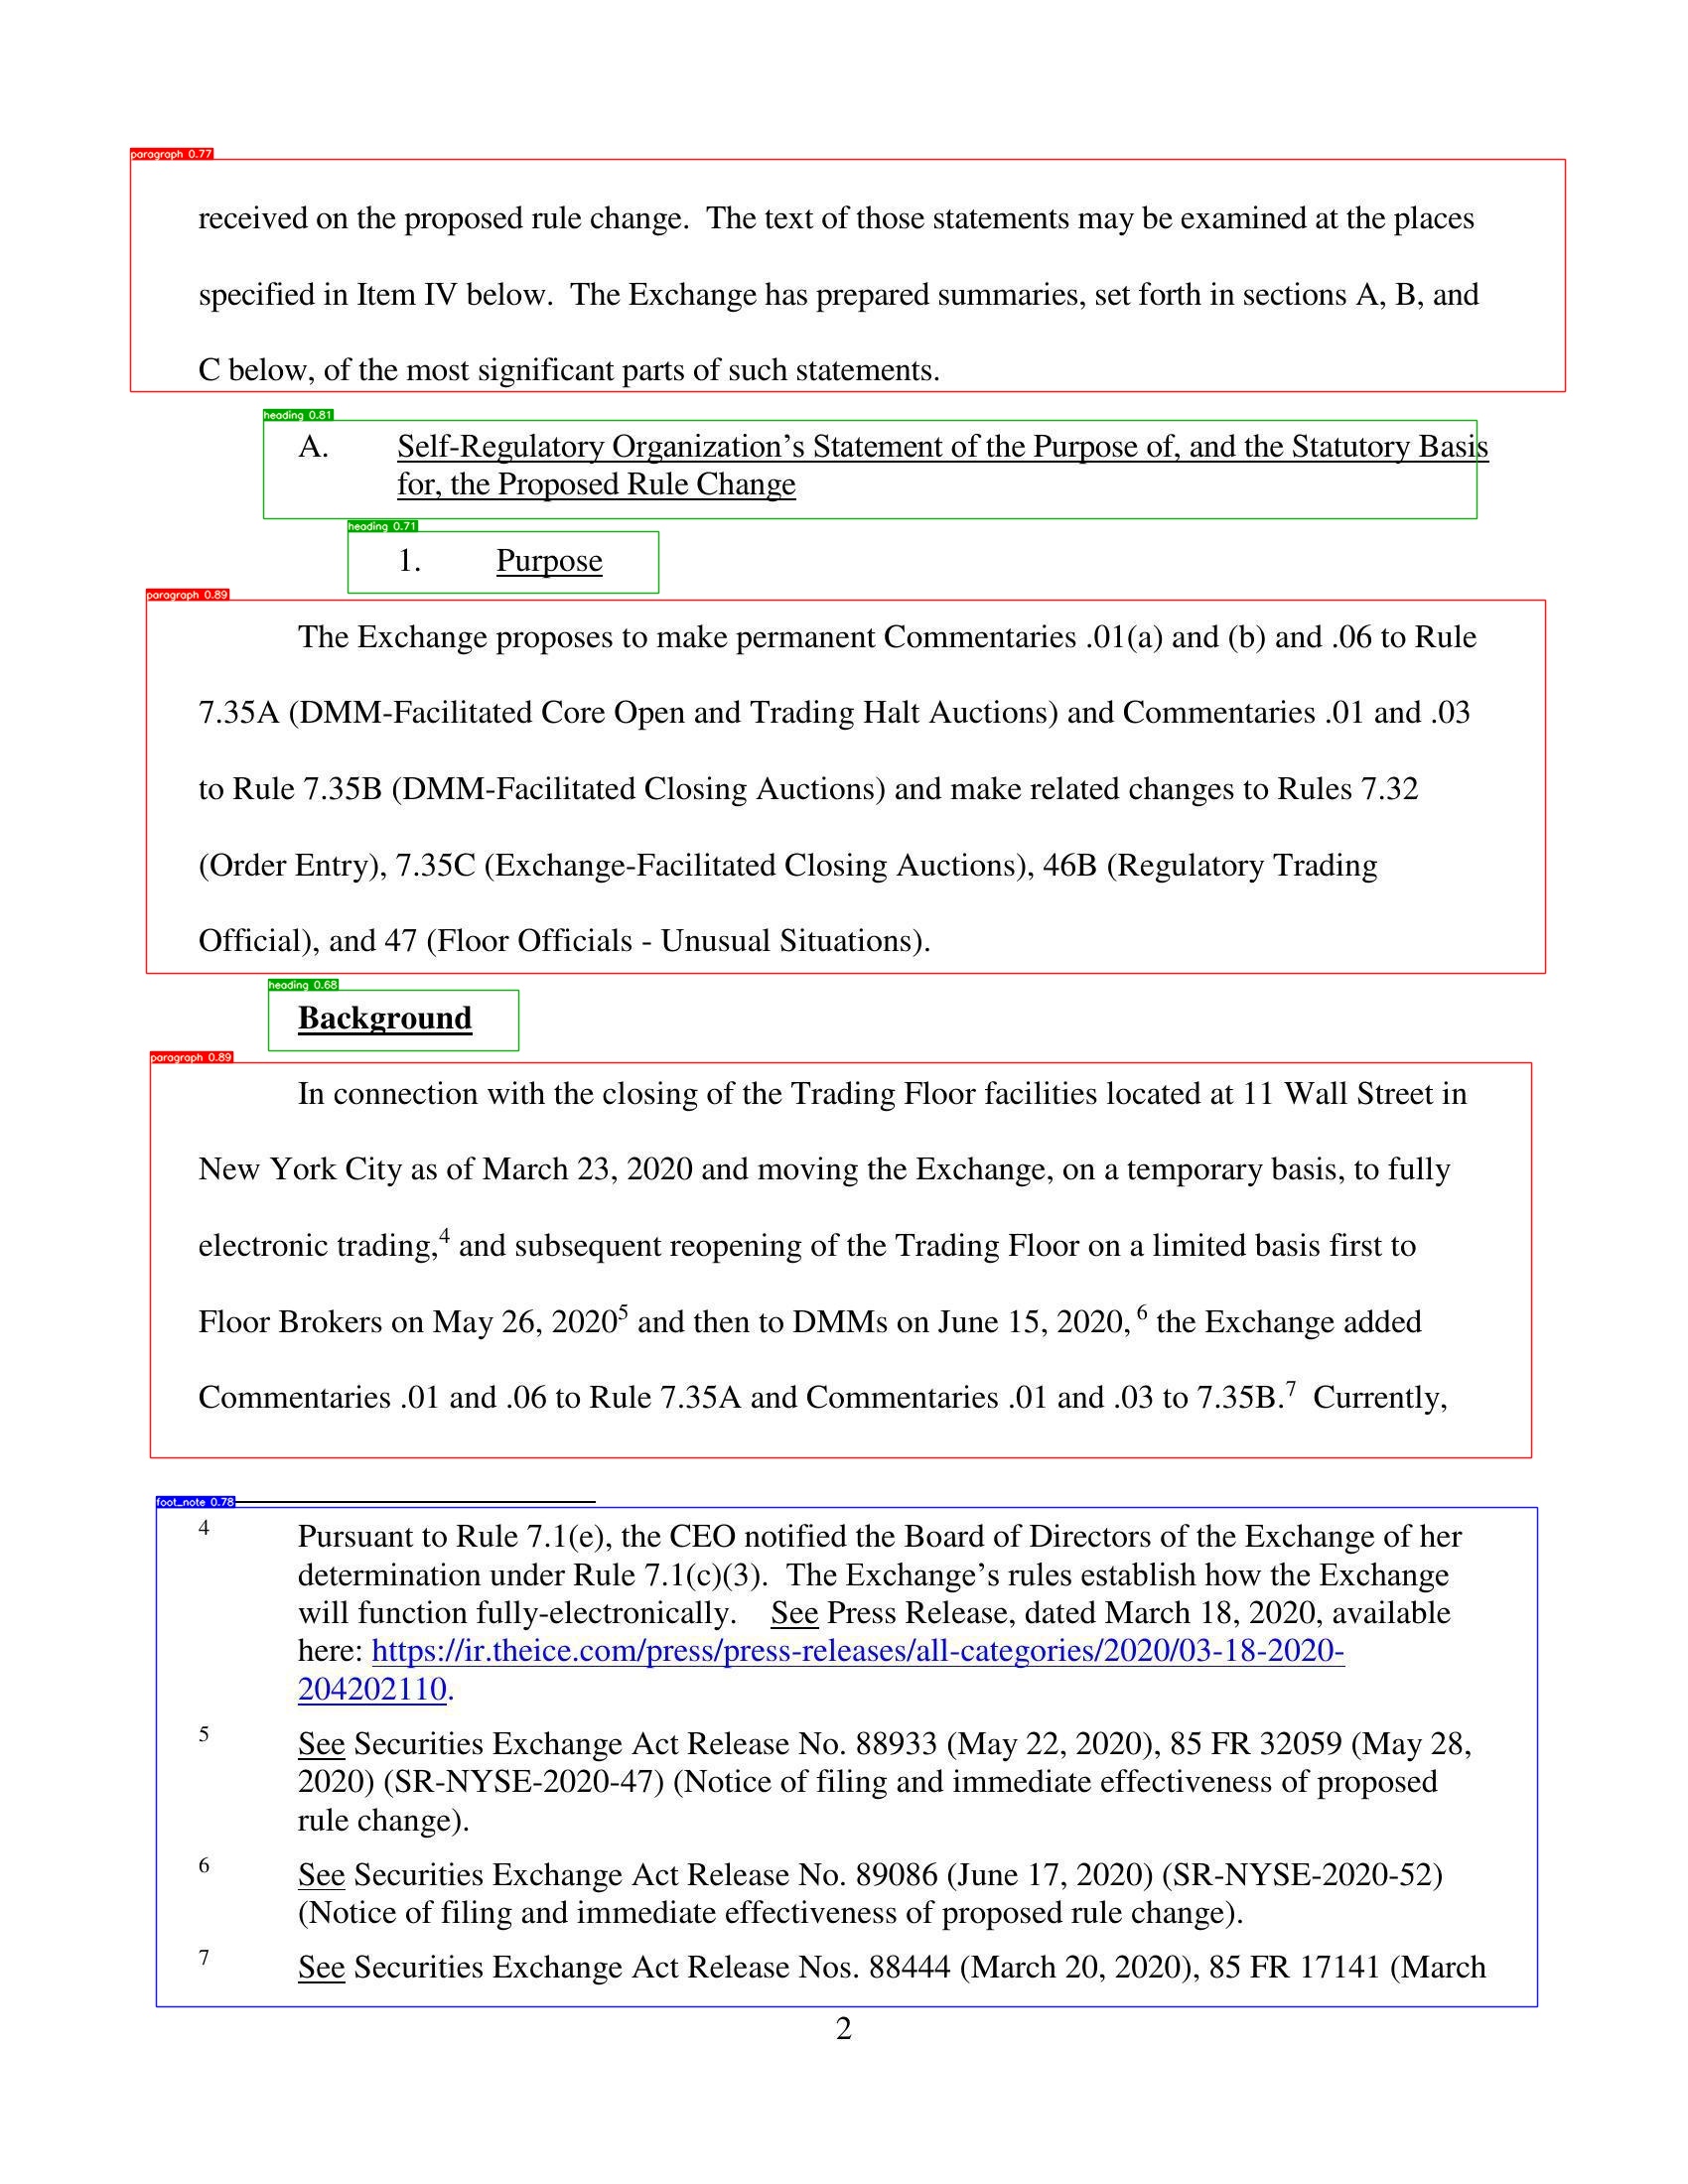 paragraph 0.77
received on the proposed rule change.  The text of those statements may be examined at the places
specified in Item IV below.  The Exchange has prepared summaries, set forth in sections A, B, and
C below, of the most significant parts of such statements.
heading 0.81
A. Self-Regulatory Organization’s Statement of the Purpose of, and the Statutory Basis
for, the Proposed Rule Change
heading 0.71
1. Purpose
paragraph 0.89
The Exchange proposes to make permanent Commentaries .01(a) and (b) and .06 to Rule
7.35A (DMM-Facilitated Core Open and Trading Halt Auctions) and Commentaries .01 and .03
to Rule 7.35B (DMM-Facilitated Closing Auctions) and make related changes to Rules 7.32
(Order Entry), 7.35C (Exchange-Facilitated Closing Auctions), 46B (Regulatory Trading
Official), and 47 (Floor Officials - Unusual Situations).
heading 0.68
Background
paragraph 0.89
In connection with the closing of the Trading Floor facilities located at 11 Wall Street in
New York City as of March 23, 2020 and moving the Exchange, on a temporary basis, to fully
electronic trading,4 and subsequent reopening of the Trading Floor on a limited basis first to
Floor Brokers on May 26, 20205 and then to DMMs on June 15, 2020, 6 the Exchange added
Commentaries .01 and .06 to Rule 7.35A and Commentaries .01 and .03 to 7.35B.7  Currently,
foot_note 0.78
4 Pursuant to Rule 7.1(e), the CEO notified the Board of Directors of the Exchange of her
determination under Rule 7.1(c)(3).  The Exchange’s rules establish how the Exchange
will function fully-electronically.    See Press Release, dated March 18, 2020, available
here: https://ir.theice.com/press/press-releases/all-categories/2020/03-18-2020-
204202110.
5 See Securities Exchange Act Release No. 88933 (May 22, 2020), 85 FR 32059 (May 28,
2020) (SR-NYSE-2020-47) (Notice of filing and immediate effectiveness of proposed
rule change).
6 See Securities Exchange Act Release No. 89086 (June 17, 2020) (SR-NYSE-2020-52)
(Notice of filing and immediate effectiveness of proposed rule change).
7 See Securities Exchange Act Release Nos. 88444 (March 20, 2020), 85 FR 17141 (March
2